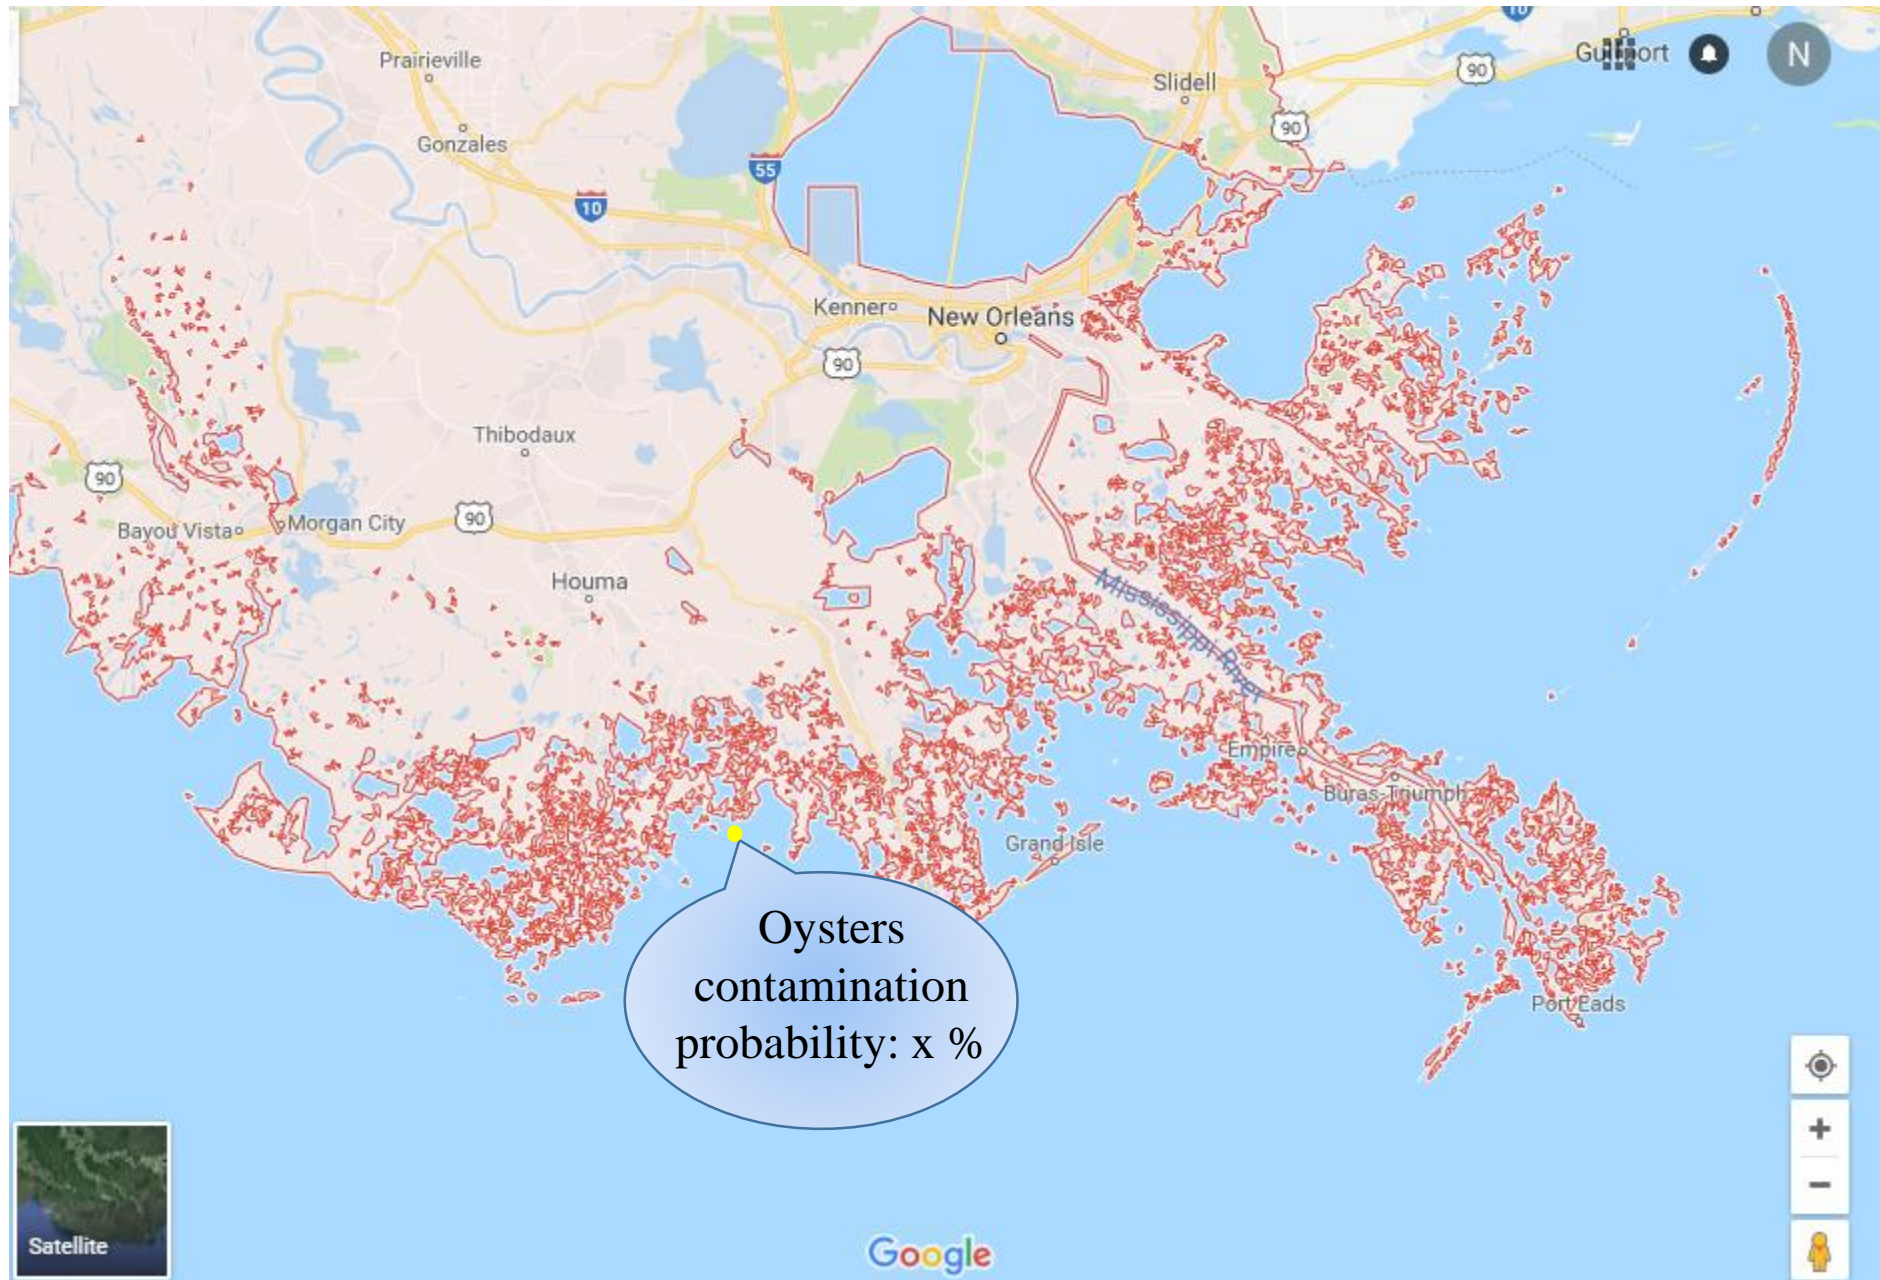 10
Gulfport
N
Prairieville
90
Slidell
90
Gonzales
55
10
Kenner
New Orleans
90
Thibodaux
90
90
Bayou Vista
Morgan City
Houma
Mississippi River
Empire
Buras-Triumph
Grand Isle
Oysters
contamination
probability: x %
Port Eads
Satellite
Google